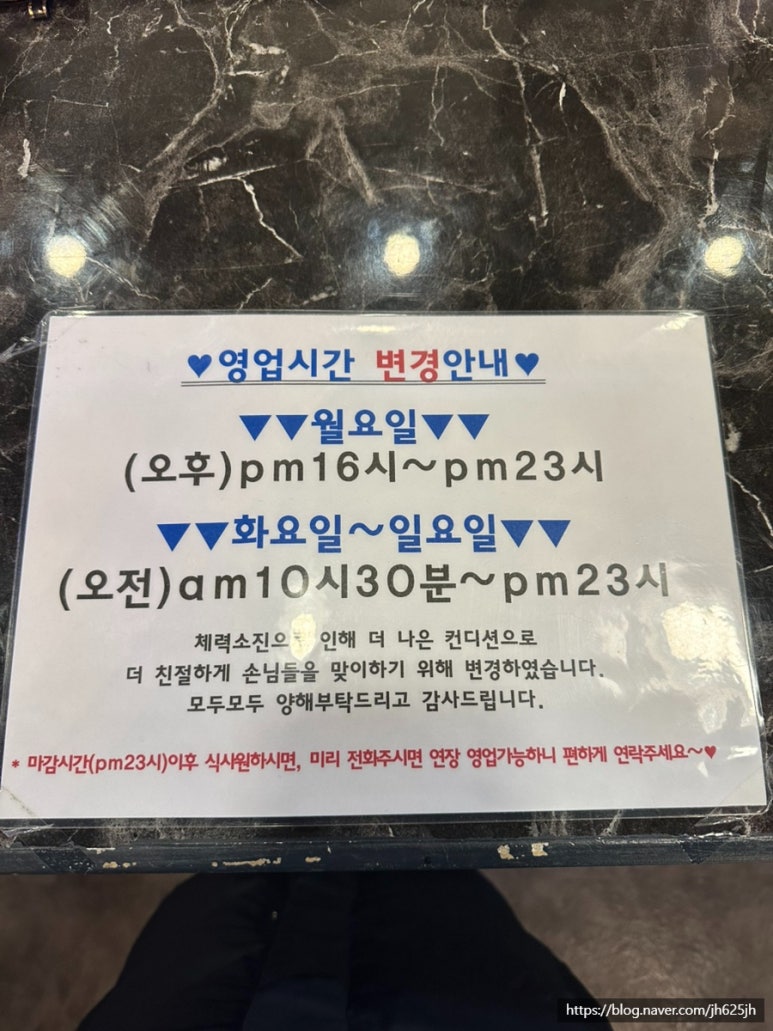 ♥영업시간 변경안내♥
▼▼월요일▼▼
(오후)pm16시~pm23시
▼▼화요일~일요일▼▼
(오전)am10시30분~pm23시
체력소진으 인해 더 나은 컨디션으로
더 친절하게 손님들을 맞이하기 위해 변경하였습니다.
모두모두 양해부탁드리고 감사드립니다.
* 마감시간(pm23시)이후 식사원하시면, 미리 전화주시면 연장 영업가능하니 편하게 연락주세요~♥
https://blog.naver.com/jh625jh